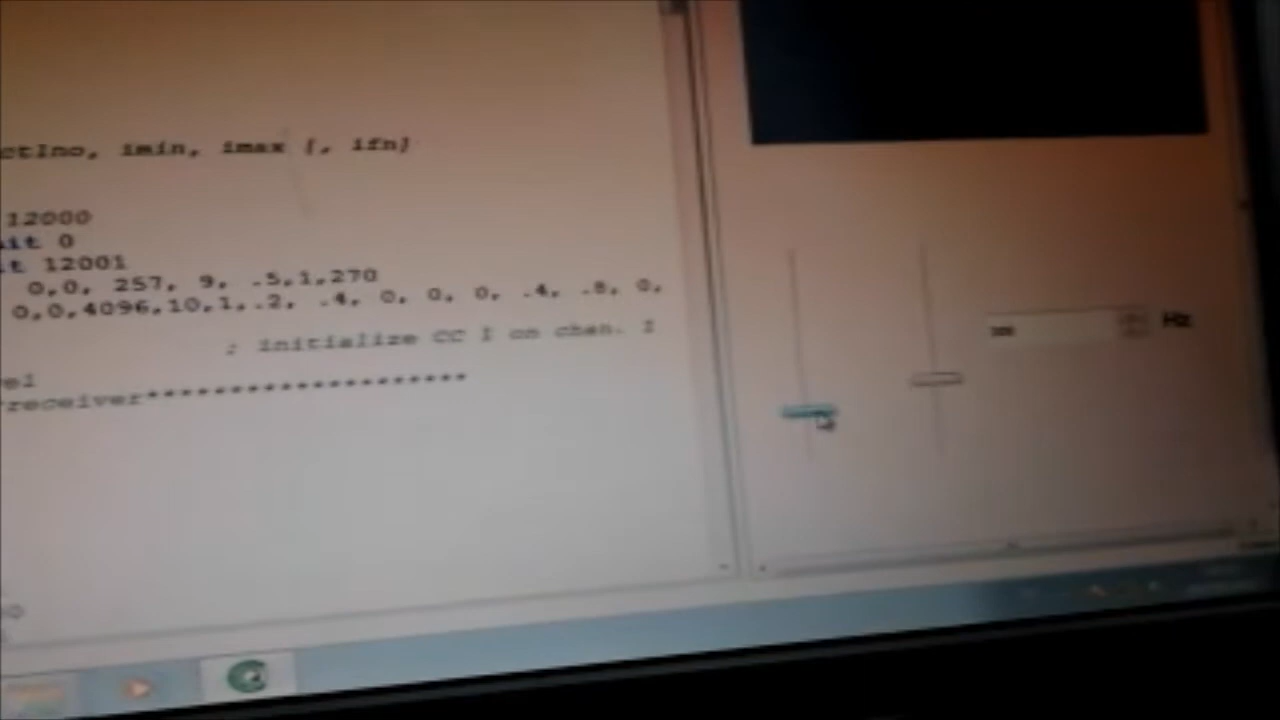 ctlno, imin, imax [, ifn]
12000
it 0
t 12001
0,0, 257, 9, .5,1,270
0,0,4096,10,1,.2, .4, 0, 0, 0, .4, .8, 0,
; initialize CC 1 on chan. 1
el
receiver********************
Hz